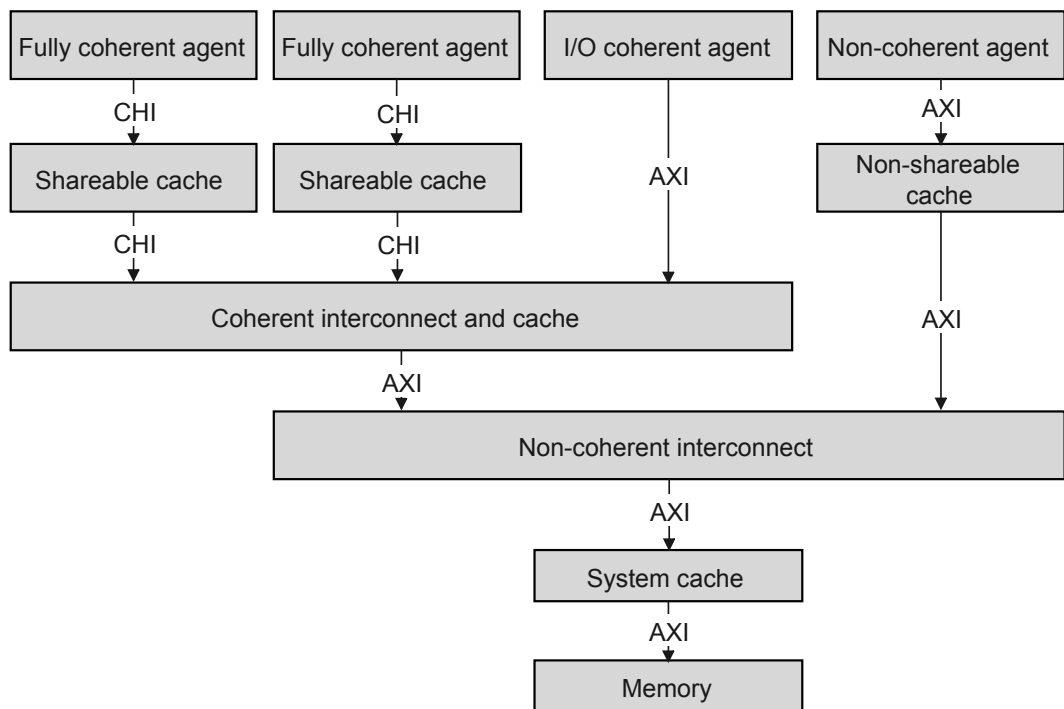 Fully coherent agent
Fully coherent agent
I/O coherent agent
Non-coherent agent
CHI
CHI
AXI
Shareable cache
Shareable cache
AXI
Non-shareable
cache
CHI
CHI
Coherent interconnect and cache
AXI
AXI
Non-coherent interconnect
AXI
System cache
AXI
Memory